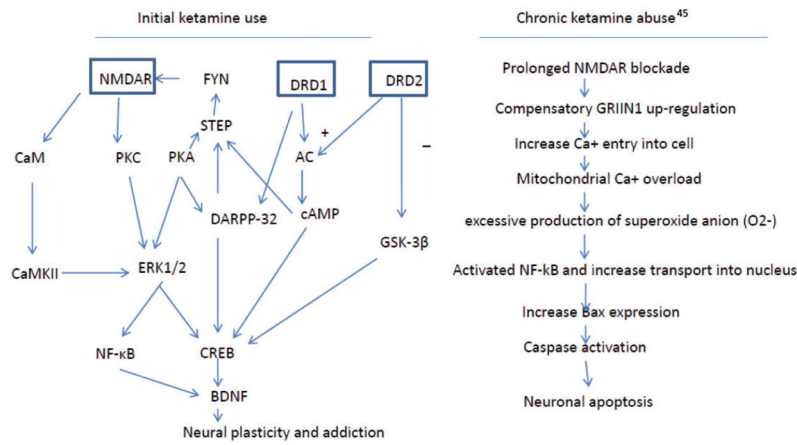 Initial ketamine use
Chronic ketamine abuse45
NMDAR
FYN
DRD1
DRD2
STEP
+
–
CaM
PKC
PKA
AC
DARPP-32
cAMP
GSK-3β
CaMKII
ERK1/2
NF-κB
CREB
BDNF
Neural plasticity and addiction
Prolonged NMDAR blockade
Compensatory GRIIN1 up-regulation
Increase Ca+ entry into cell
Mitochondrial Ca+ overload
excessive production of superoxide anion (O2-)
Activated NF-kB and increase transport into nucleus
Increase Bax expression
Caspase activation
Neuronal apoptosis